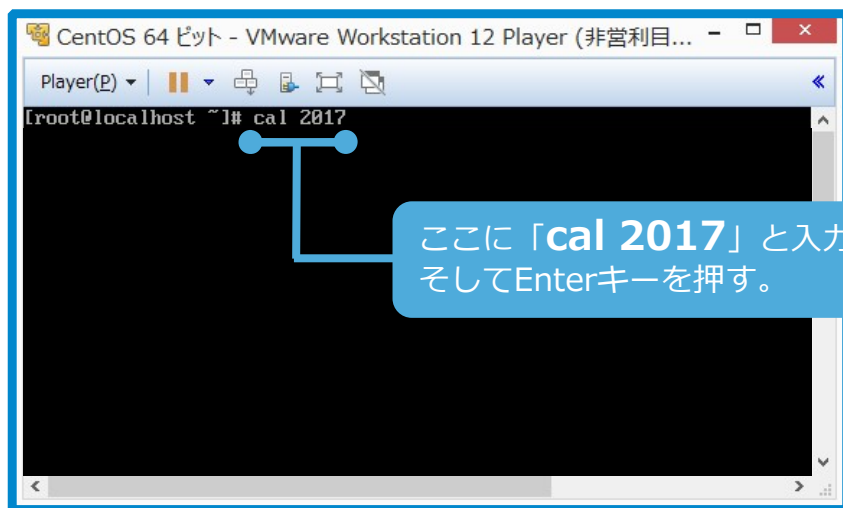 CentOS 64 ビット - VMware Workstation 12 Player (非営利目...
Player(P)
[root@localhost ~]# cal 2017
ここに「cal 2017」と入力
そしてEnterキーを押す。